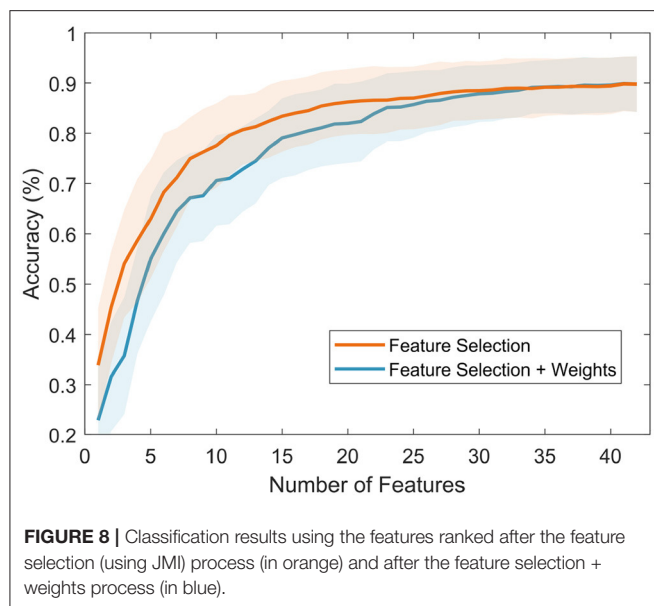 1
0.9
0.8
0.7
0.6
0.5
0.4
0.3
0.2
Accuracy (%)
0 5 10 15 20 25 30 35 40
Number of Features
Feature Selection
Feature Selection + Weights
FIGURE 8 | Classification results using the features ranked after the feature
selection (using JMI) process (in orange) and after the feature selection +
weights process (in blue).